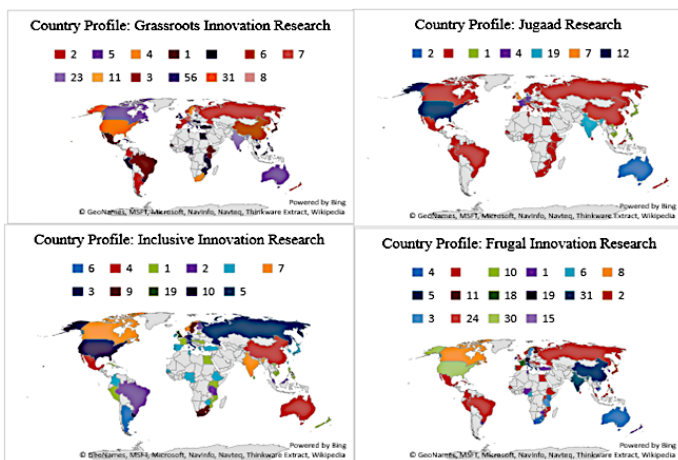 Country Profile: Grassroots Innovation Research
2 5 4 1 6 7
23 11 3 56 31 8
Powered by Bing
© GeoNames, MSFT, Microsoft, NavInfo, Navteq, Thinkware Extract, Wikipedia
Country Profile: Jugaad Research
2 1 4 19 7 12
Powered by Bing
© GeoNames, MSFT, Microsoft, NavInfo, Navteq, Thinkware Extract, Wikipedia
Country Profile: Inclusive Innovation Research
6 4 1 2 7
3 9 19 10 5
Powered by Bing
© GeoNames, MSFT, Microsoft, NavInfo, Navteq, Thinkware Extract, Wikipedia
Country Profile: Frugal Innovation Research
4 10 1 6 8
5 11 18 19 31 2
3 24 30 15
Powered by Bing
© GeoNames, MSFT, Microsoft, NavInfo, Navteq, Thinkware Extract, Wikipedia